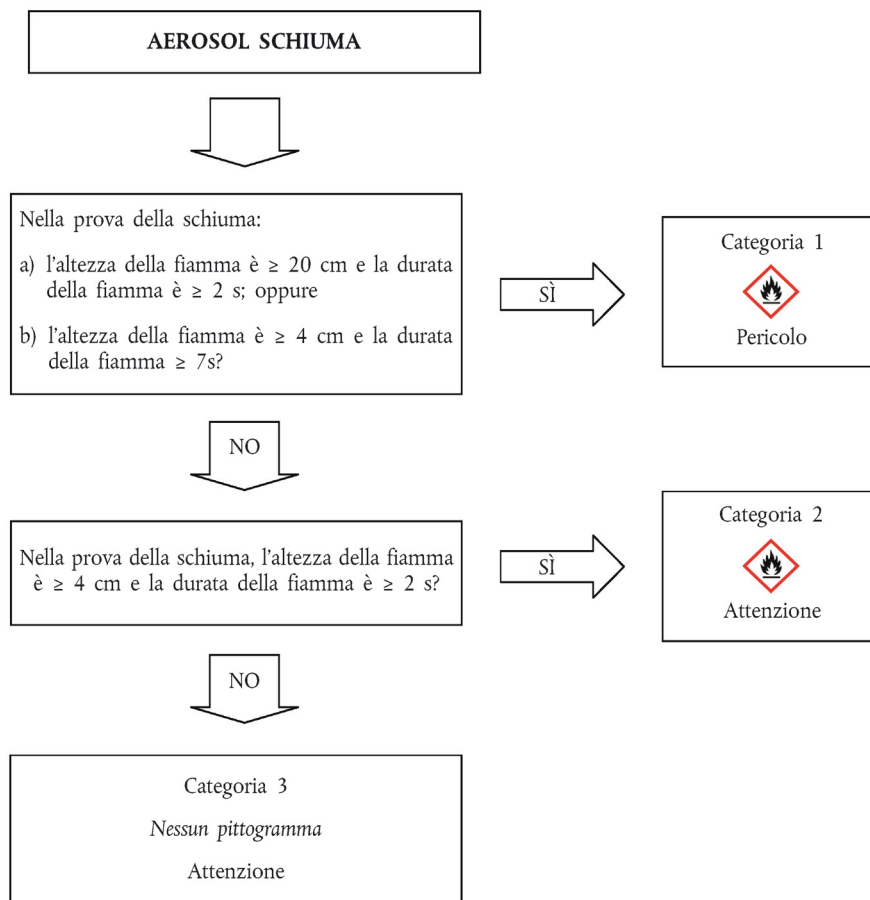 AEROSOL SCHIUMA
Nella prova della schiuma:
a) l'altezza della fiamma è ≥ 20 cm e la durata
della fiamma è ≥ 2 s; oppure
b) l'altezza della fiamma è ≥ 4 cm e la durata
della fiamma ≥ 7s?
SÌ
Categoria 1
Pericolo
NO
Nella prova della schiuma, l'altezza della fiamma
è ≥ 4 cm e la durata della fiamma è ≥ 2 s?
SÌ
Categoria 2
Attenzione
NO
Categoria 3
Nessun pittogramma
Attenzione